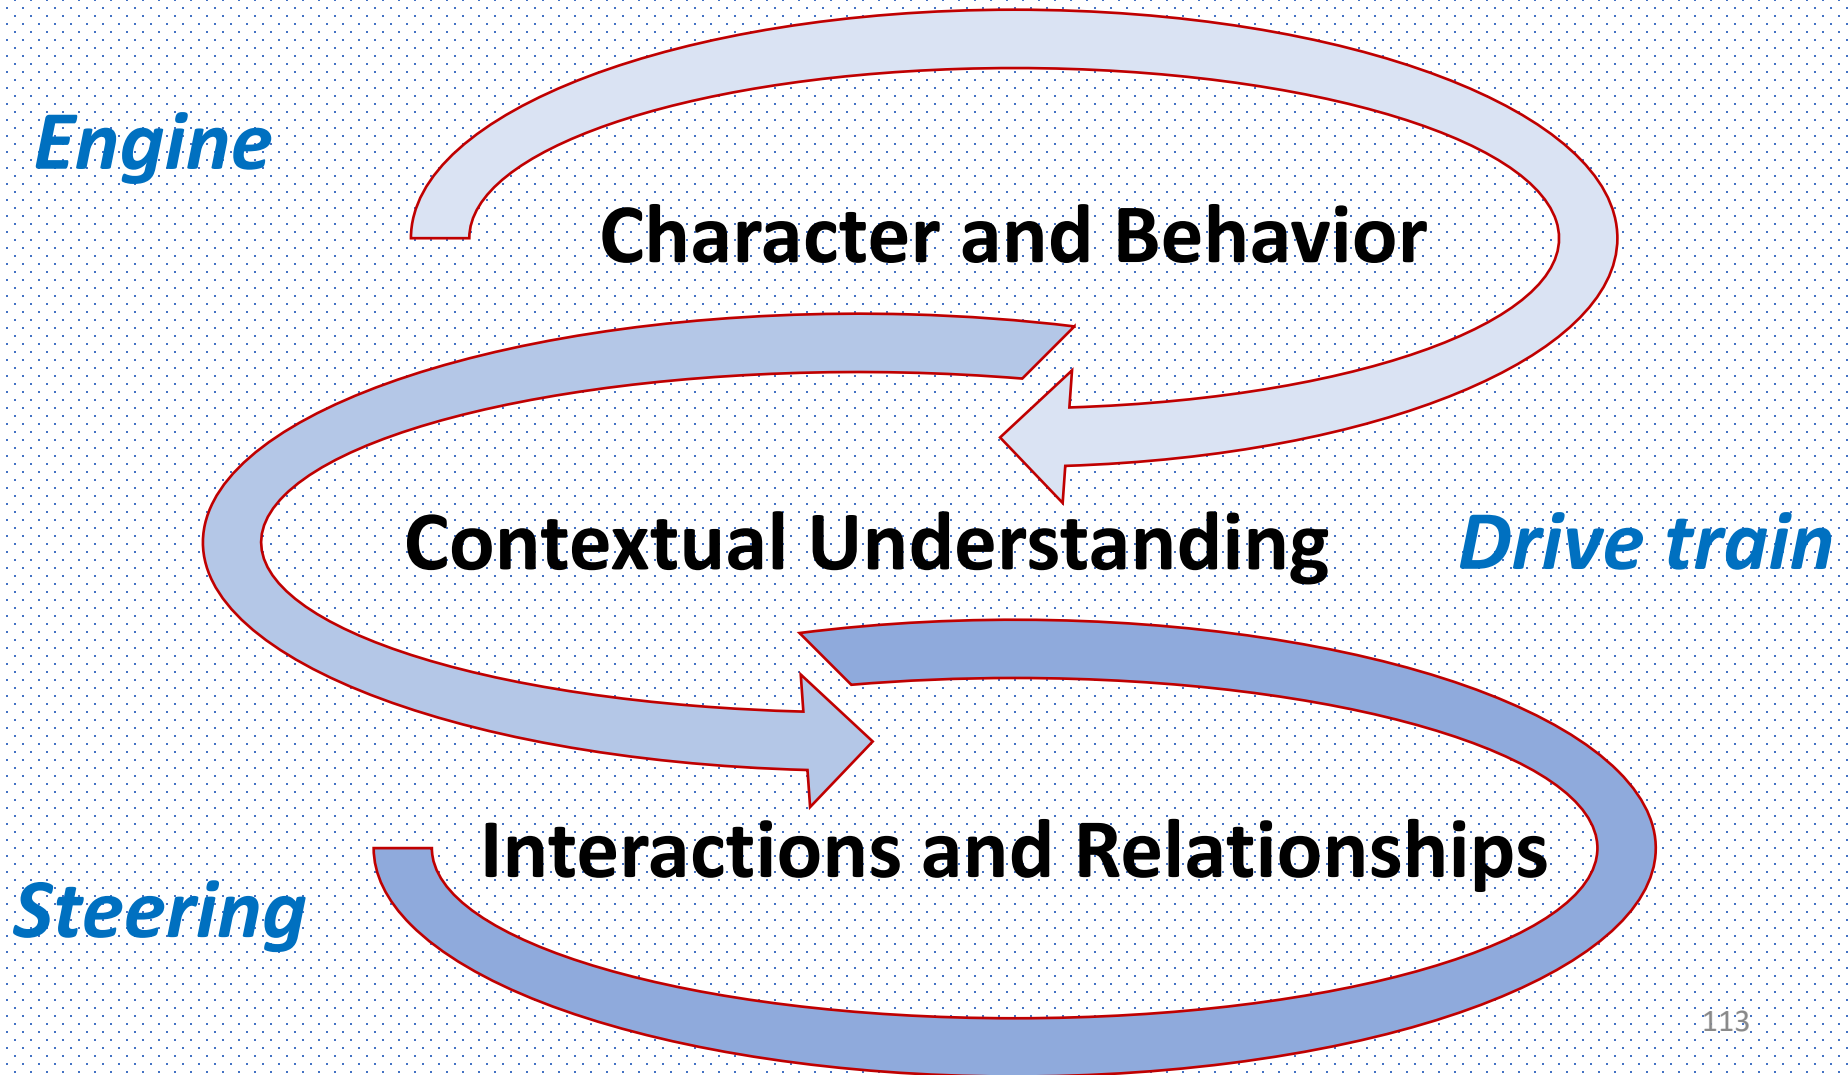 Engine
Character and Behavior
Contextual Understanding
Drive train
Interactions and Relationships
Steering
113